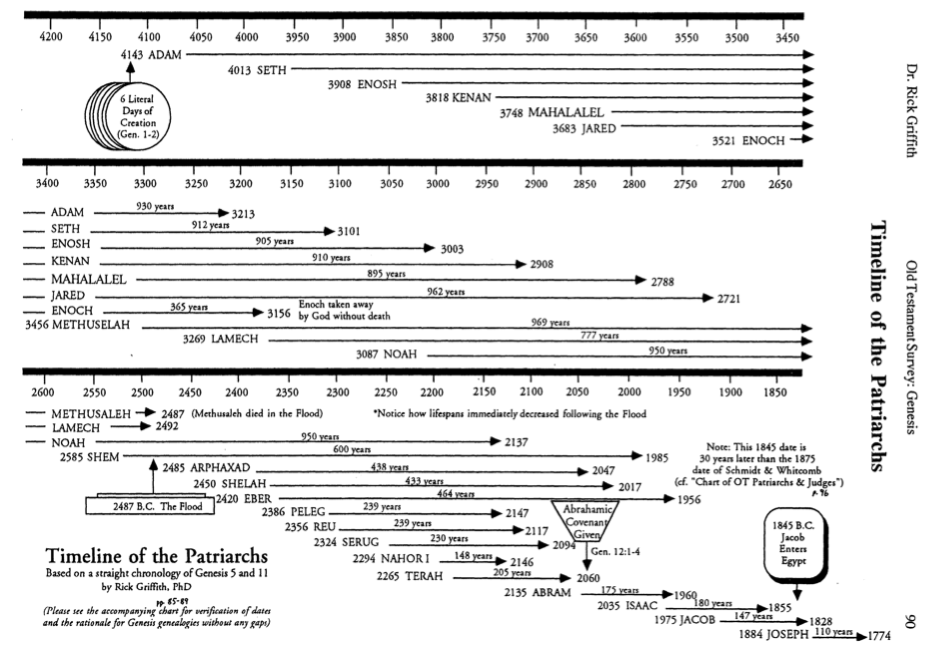 4200 4150 4100 4050 4000 3950 3900 3850 3800 3750 3700 3650 3600 3550 3500 3450
4143 ADAM
4013 SETH
3908 ENOSH
3818 KENAN
3748 MAHALALEL
3683 JARED
3521 ENOCH
6 Literal
Days of
Creation
(Gen. 1-2)
3400 3350 3300 3250 3200 3150 3100 3050 3000 2950 2900 2850 2800 2750 2700 2650
ADAM 930 years 3213
SETH 912 years 3101
ENOSH 905 years 3003
KENAN 910 years 2908
MAHALALEL 895 years 2788
JARED 962 years 2721
ENOCH 365 years 3156 Enoch taken away
by God without death
3456 METHUSELAH 969 years
3269 LAMECH 777 years
3087 NOAH 950 years
2600 2550 2500 2450 2400 2350 2300 2250 2200 2150 2100 2050 2000 1950 1900 1850
METHUSALEH 2487 (Methusaleh died in the Flood) *Notice how lifespans immediately decreased following the Flood
LAMECH 2492
NOAH 950 years 2137
2585 SHEM 600 years 1985
2485 ARPHAXAD 438 years 2047
2450 SHELAH 433 years 2017
2420 EBER 464 years 1956
2386 PELEG 239 years 2147
2356 REU 239 years 2117
2324 SERUG 230 years 2094
2294 NAHOR I 148 years 2146
2265 TERAH 205 years 2060
2135 ABRAM 175 years 1960
2035 ISAAC 180 years 1855
1975 JACOB 147 years 1828
1884 JOSEPH 110 years 1774
2487 B.C. The Flood
Abrahamic
Covenant
Given
Gen. 12:1-4
Note: This 1845 date is
30 years later than the 1875
date of Schmidt & Whitcomb
(cf. "Chart of OT Patriarchs & Judges")
p. 96
1845 B.C.
Jacob
Enters
Egypt
Timeline of the Patriarchs
Based on a straight chronology of Genesis 5 and 11
by Rick Griffith, PhD
pp. 85-89
(Please see the accompanying chart for verification of dates
and the rationale for Genesis genealogies without any gaps)
Dr. Rick Griffith
Old Testament Survey: Genesis
90
Timeline of the Patriarchs